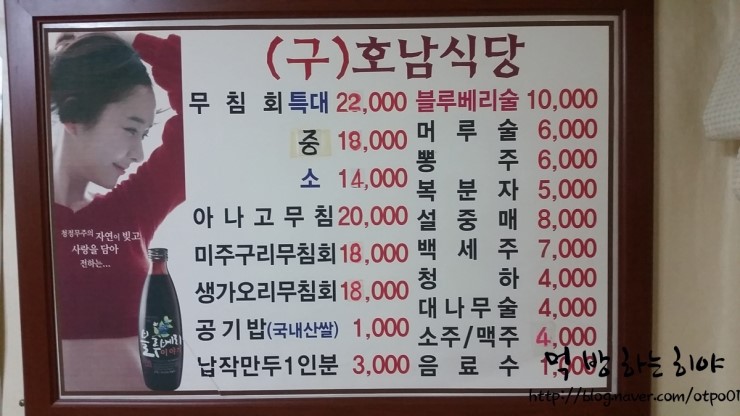 (구)호남식당
무침회 특대 22,000
중 18,000
소 14,000
아나고무침 20,000
미주구리무침회 18,000
생가오리무침회 18,000
공기밥(국내산쌀) 1,000
납작만두1인분 3,000
블루베리술 10,000
머루술 6,000
뽕주 6,000
복분자 5,000
설중매 8,000
백세주 7,000
청하 4,000
대나무술 4,000
소주/맥주 4,000
음료수 1,000
청정무주의 자연이 빚고
사랑을 담아
전하는...
블루베리
먹방하는히야
http://blog.naver.com/otpo01